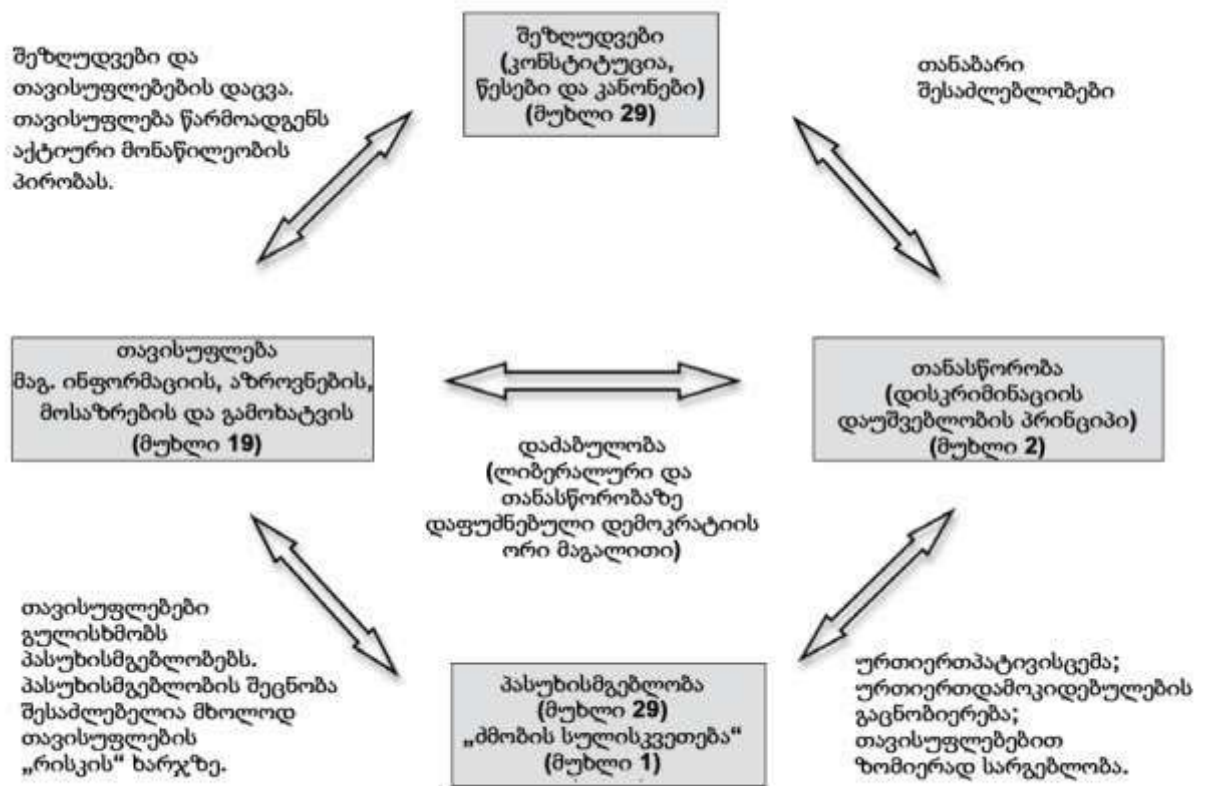 შეზღუდვები და
თავისუფლებების დაცვა.
თავისუფლება წარმოადგენს
აქტიური მონაწილეობის
პირობას.
შეზღუდვები
(კონსტიტუცია,
წესები და კანონები)
(მუხლი 29)
თანაბარი
შესაძლებლობები
თავისუფლება
მაგ. ინფორმაციის, აზროვნების,
მოსაზრების და გამოხატვის
(მუხლი 19)
დაძაბულობა
(ლიბერალური და
თანასწორობაზე
დაფუძნებული დემოკრატიის
ორი მაგალითი)
თანასწორობა
(დისკრიმინაციის
დაუშვებლობის პრინციპი)
(მუხლი 2)
თავისუფლებები
გულისხმობს
პასუხისმგებლობებს.
პასუხისმგებლობის შეცნობა
შესაძლებელია მხოლოდ
თავისუფლების
„რისკის“ ხარჯზე.
პასუხისმგებლობა
(მუხლი 29)
„ძმობის სულისკვეთება“
(მუხლი 1)
ურთიერთპატივისცემა;
ურთიერთდამოკიდებულების
გაცნობიერება;
თავისუფლებებით
ზომიერად სარგებლობა.